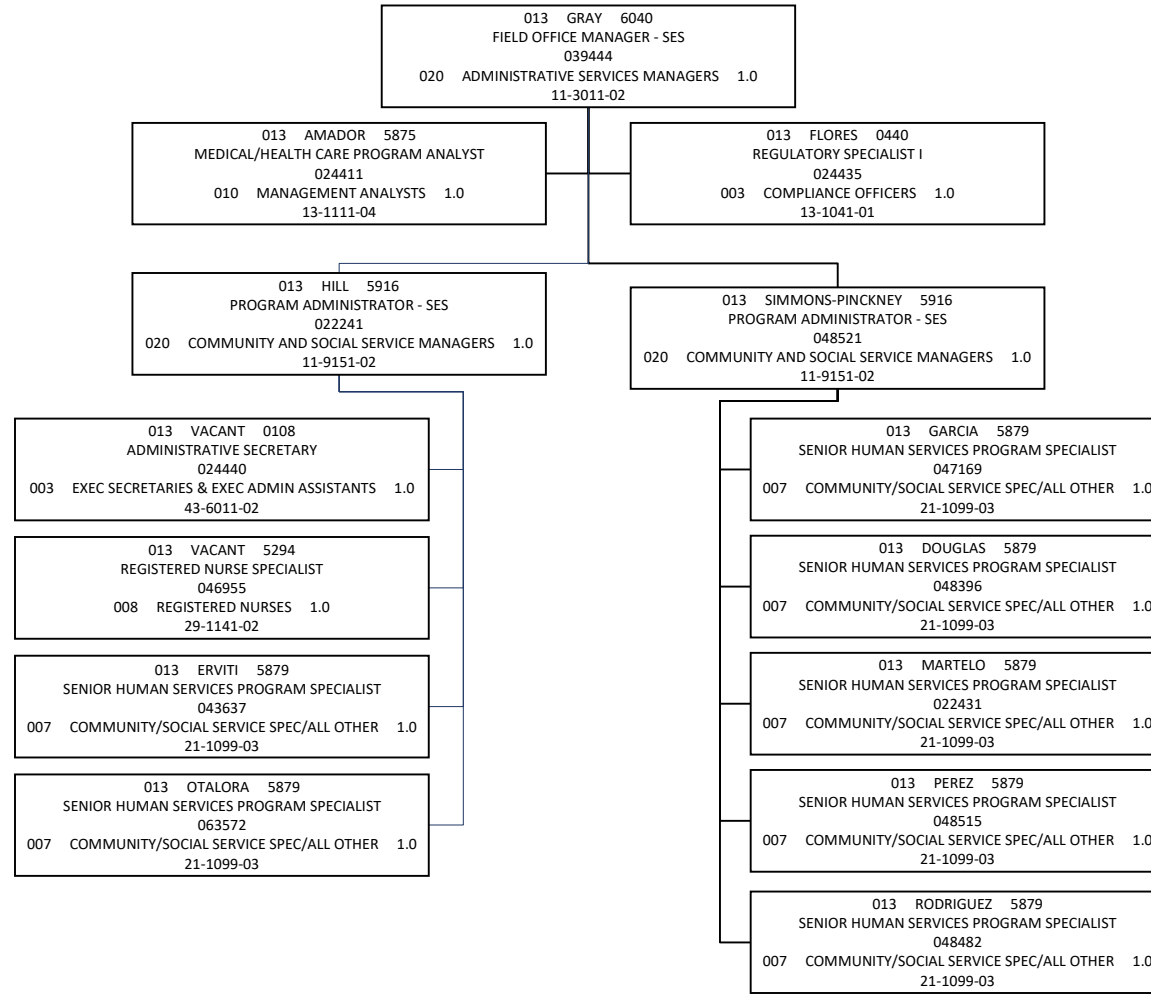 013 GRAY 6040
FIELD OFFICE MANAGER - SES
039444
020 ADMINISTRATIVE SERVICES MANAGERS 1.0
11-3011-02
013 AMADOR 5875
MEDICAL/HEALTH CARE PROGRAM ANALYST
024411
010 MANAGEMENT ANALYSTS 1.0
13-1111-04
013 FLORES 0440
REGULATORY SPECIALIST I
024435
003 COMPLIANCE OFFICERS 1.0
13-1041-01
013 HILL 5916
PROGRAM ADMINISTRATOR - SES
022241
020 COMMUNITY AND SOCIAL SERVICE MANAGERS 1.0
11-9151-02
013 SIMMONS-PINCKNEY 5916
PROGRAM ADMINISTRATOR - SES
048521
020 COMMUNITY AND SOCIAL SERVICE MANAGERS 1.0
11-9151-02
013 VACANT 0108
ADMINISTRATIVE SECRETARY
024440
003 EXEC SECRETARIES & EXEC ADMIN ASSISTANTS 1.0
43-6011-02
013 VACANT 5294
REGISTERED NURSE SPECIALIST
046955
008 REGISTERED NURSES 1.0
29-1141-02
013 ERVITI 5879
SENIOR HUMAN SERVICES PROGRAM SPECIALIST
043637
007 COMMUNITY/SOCIAL SERVICE SPEC/ALL OTHER 1.0
21-1099-03
013 OTALORA 5879
SENIOR HUMAN SERVICES PROGRAM SPECIALIST
063572
007 COMMUNITY/SOCIAL SERVICE SPEC/ALL OTHER 1.0
21-1099-03
013 GARCIA 5879
SENIOR HUMAN SERVICES PROGRAM SPECIALIST
047169
007 COMMUNITY/SOCIAL SERVICE SPEC/ALL OTHER 1.0
21-1099-03
013 DOUGLAS 5879
SENIOR HUMAN SERVICES PROGRAM SPECIALIST
048396
007 COMMUNITY/SOCIAL SERVICE SPEC/ALL OTHER 1.0
21-1099-03
013 MARTELO 5879
SENIOR HUMAN SERVICES PROGRAM SPECIALIST
022431
007 COMMUNITY/SOCIAL SERVICE SPEC/ALL OTHER 1.0
21-1099-03
013 PEREZ 5879
SENIOR HUMAN SERVICES PROGRAM SPECIALIST
048515
007 COMMUNITY/SOCIAL SERVICE SPEC/ALL OTHER 1.0
21-1099-03
013 RODRIGUEZ 5879
SENIOR HUMAN SERVICES PROGRAM SPECIALIST
048482
007 COMMUNITY/SOCIAL SERVICE SPEC/ALL OTHER 1.0
21-1099-03